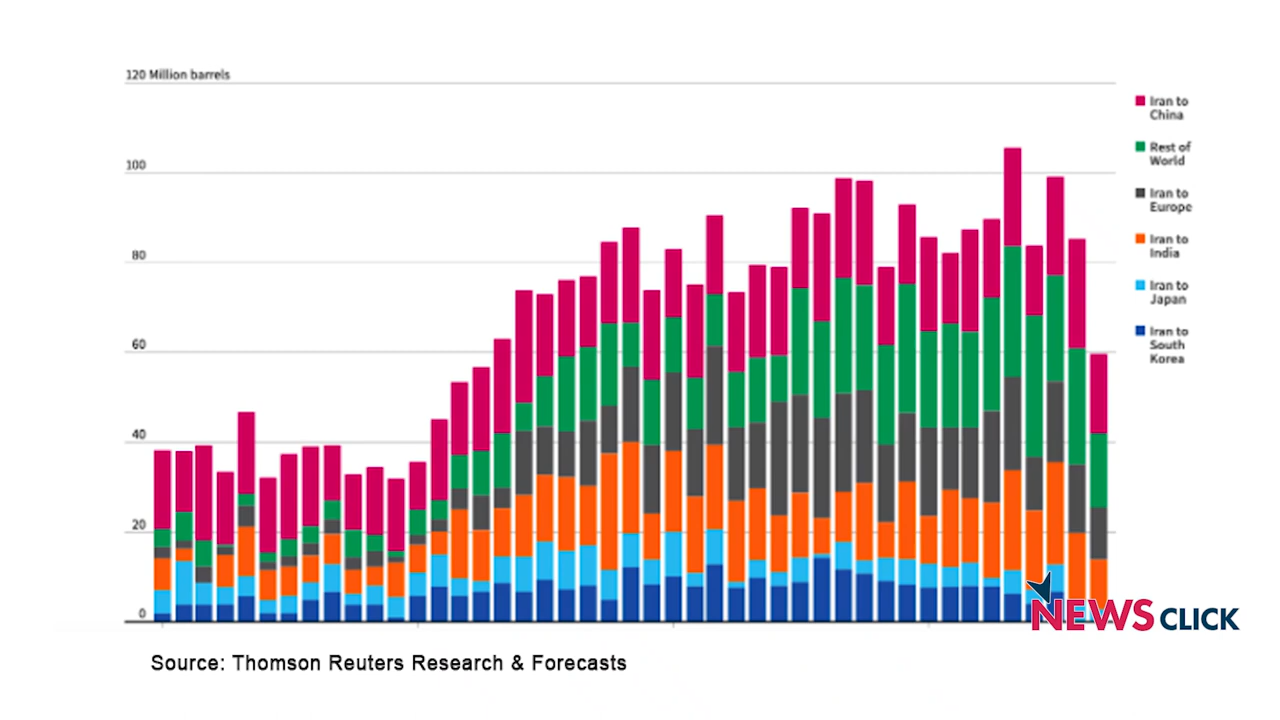 120 Million barrels
100
80
60
40
20
0
Iran to
China
Rest of
World
Iran to
Europe
Iran to
India
Iran to
Japan
Iran to
South
Korea
NEWSCLICK
Source: Thomson Reuters Research & Forecasts